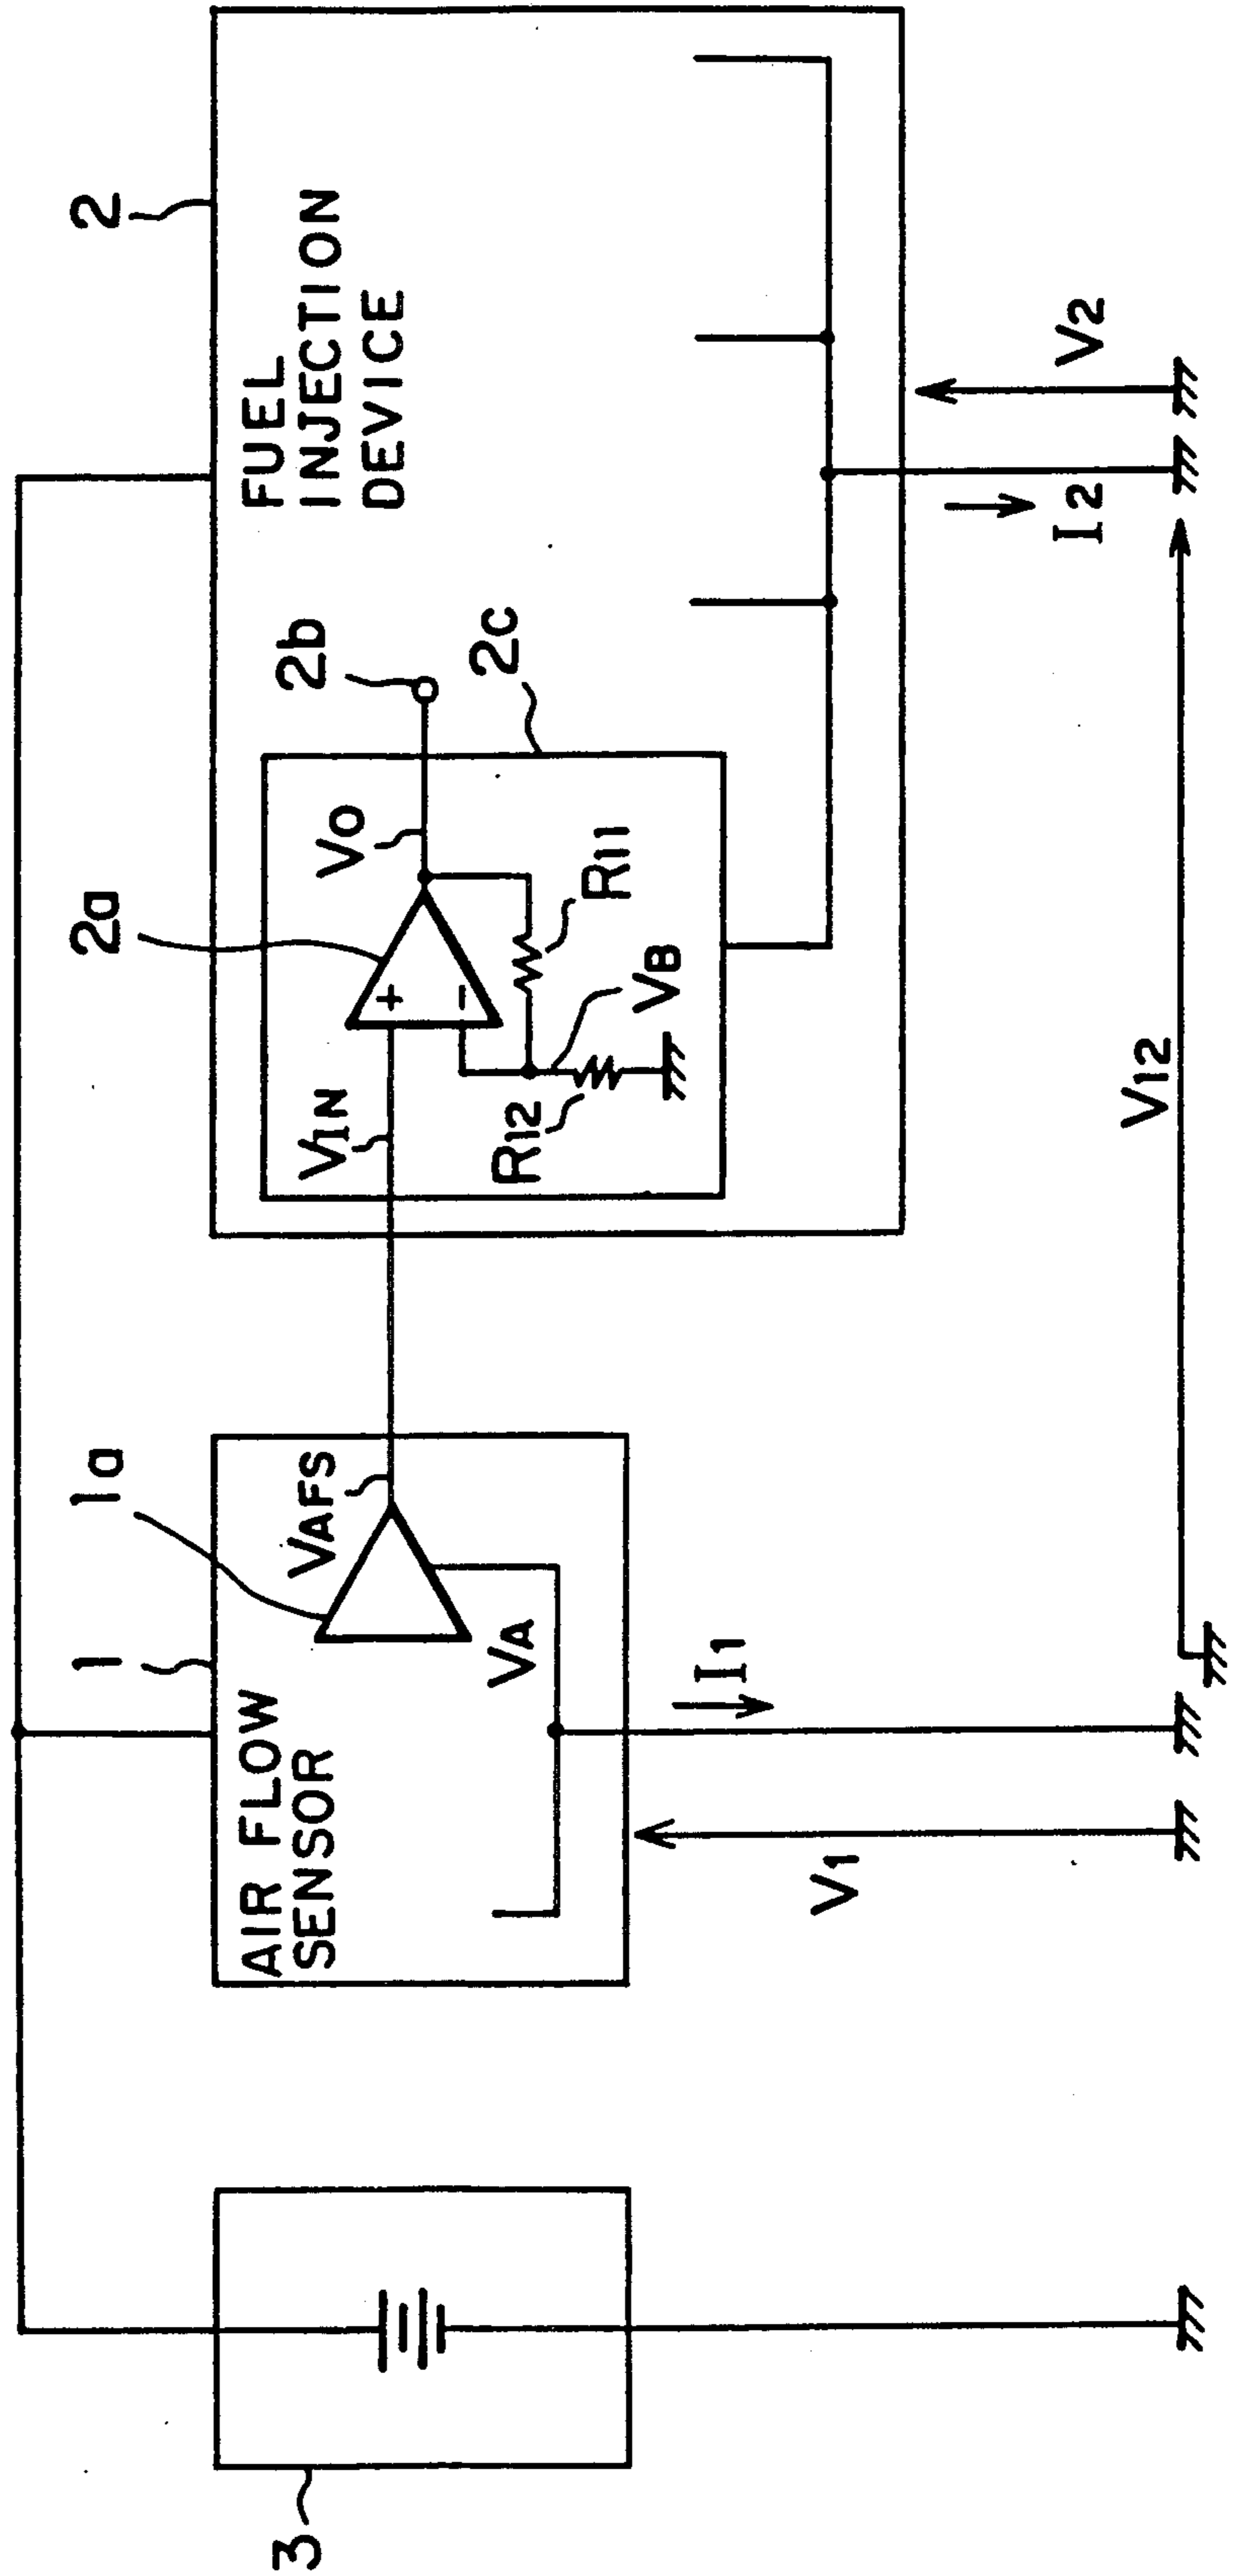 3
AIR FLOW
SENSOR
1
1a
VAFS
VA
I1
V1
2
FUEL
INJECTION
DEVICE
2a
2b
2c
VIN
VO
+
-
R11
R12
VB
I2
V2
V12